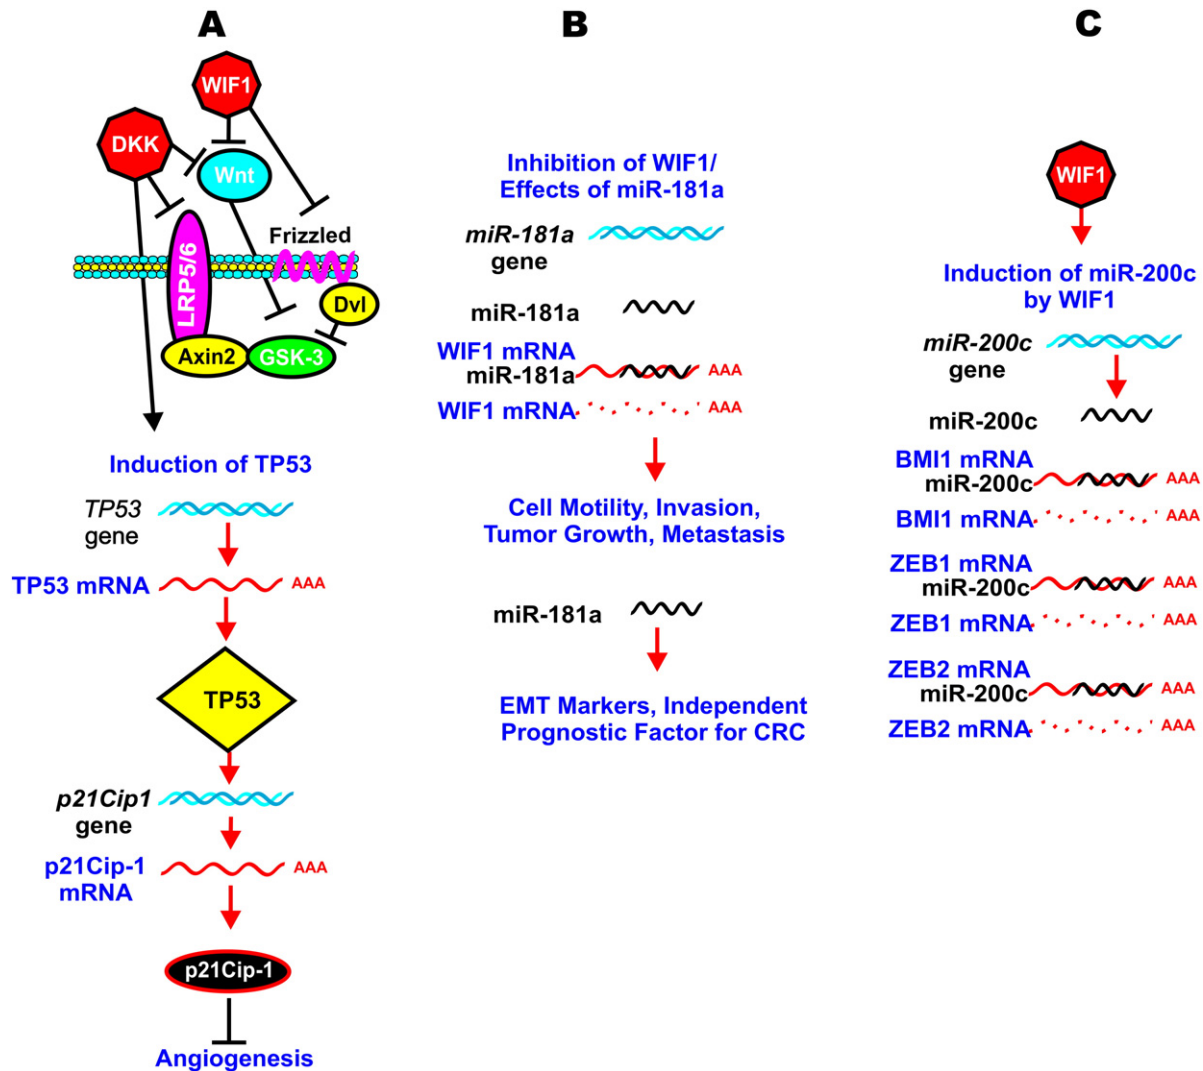 A
WIF1
DKK
Wnt
Frizzled
LRP5/6
Dvl
Axin2
GSK-3
Induction of TP53
TP53
gene
TP53 mRNA
AAA
TP53
p21Cip1
gene
p21Cip-1
mRNA
AAA
p21Cip-1
Angiogenesis
B
Inhibition of WIF1/
Effects of miR-181a
miR-181a
gene
miR-181a
WIF1 mRNA
miR-181a
AAA
WIF1 mRNA
AAA
Cell Motility, Invasion,
Tumor Growth, Metastasis
miR-181a
EMT Markers, Independent
Prognostic Factor for CRC
C
WIF1
Induction of miR-200c
by WIF1
miR-200c
gene
miR-200c
BMI1 mRNA
miR-200c
AAA
BMI1 mRNA
AAA
ZEB1 mRNA
miR-200c
AAA
ZEB1 mRNA
AAA
ZEB2 mRNA
miR-200c
AAA
ZEB2 mRNA
AAA